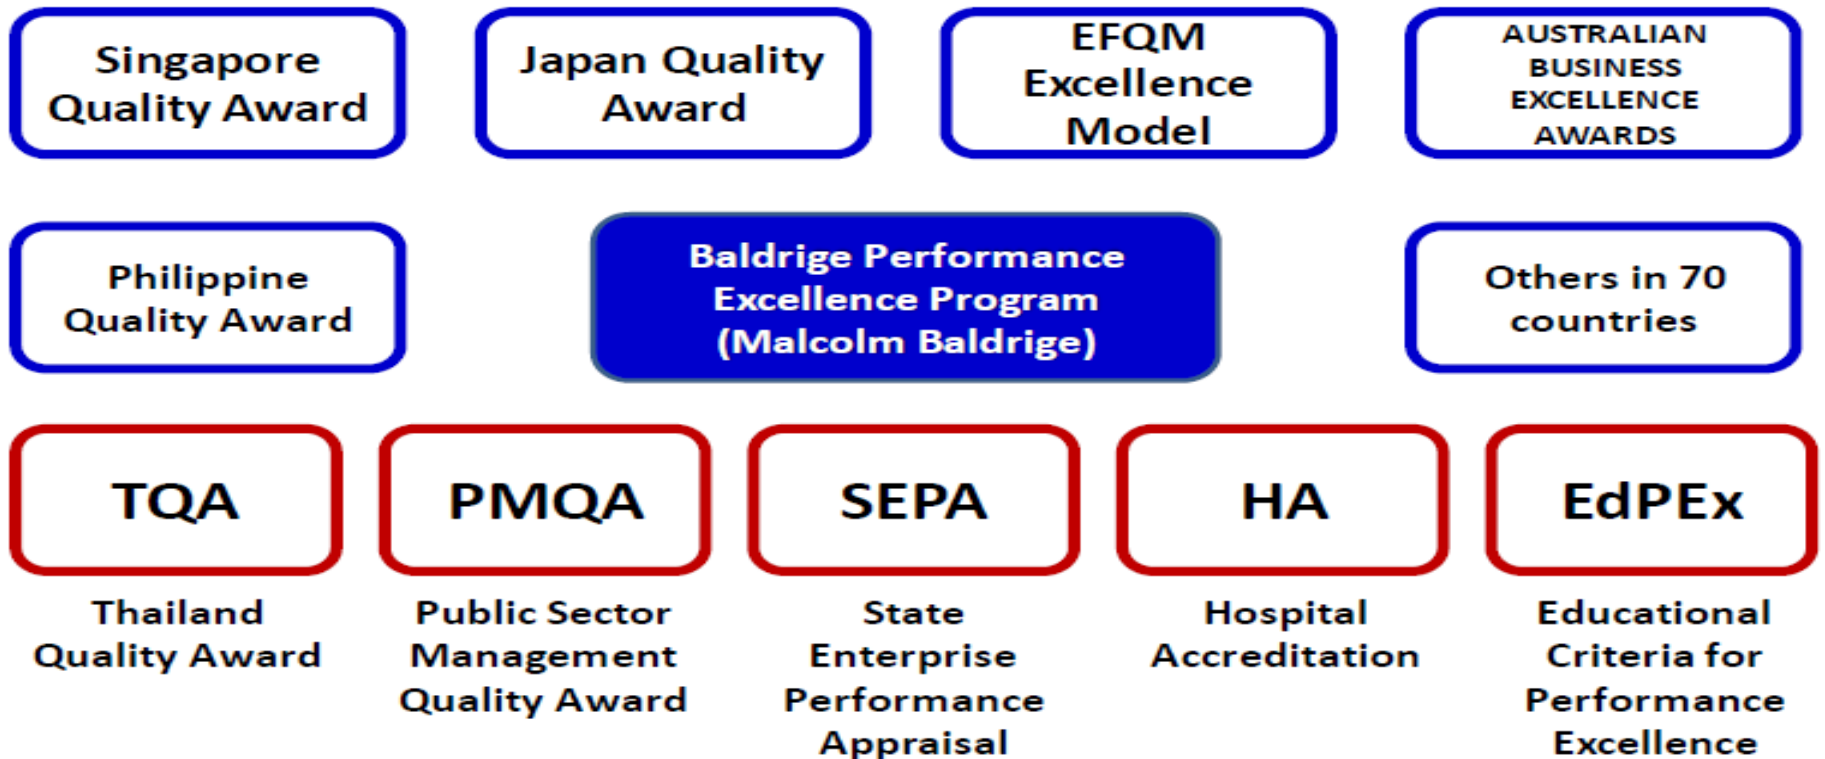 Singapore
Quality Award
Japan Quality
Award
EFQM
Excellence
Model
AUSTRALIAN
BUSINESS
EXCELLENCE
AWARDS
Philippine
Quality Award
Baldrige Performance
Excellence Program
(Malcolm Baldrige)
Others in 70
countries
TQA
PMQA
SEPA
HA
EdPEx
Thailand
Quality Award
Public Sector
Management
Quality Award
State
Enterprise
Performance
Appraisal
Hospital
Accreditation
Educational
Criteria for
Performance
Excellence